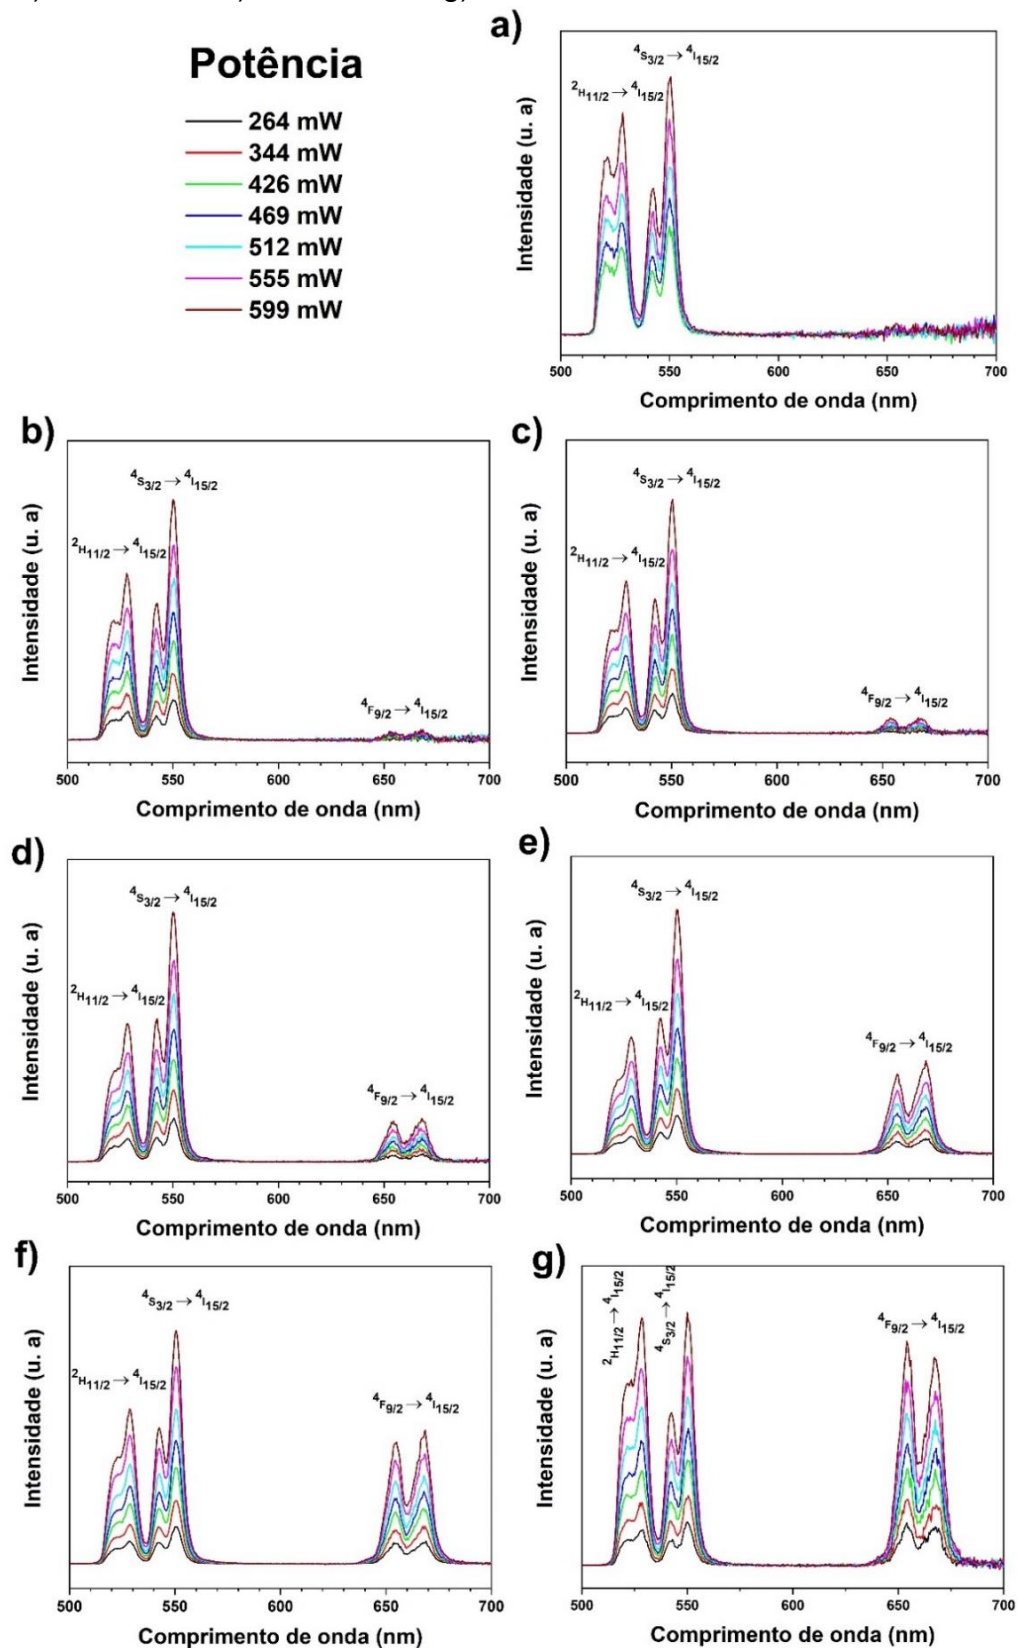 a)
Potência
264 mW
344 mW
426 mW
469 mW
512 mW
555 mW
599 mW
⁴S₃/₂ → ⁴I₁₅/₂
²H₁₁/₂ → ⁴I₁₅/₂
Intensidade (u. a)
500 550 600 650 700
Comprimento de onda (nm)
b)
⁴S₃/₂ → ⁴I₁₅/₂
²H₁₁/₂ → ⁴I₁₅/₂
⁴F₉/₂ → ⁴I₁₅/₂
Intensidade (u. a)
500 550 600 650 700
Comprimento de onda (nm)
c)
⁴S₃/₂ → ⁴I₁₅/₂
²H₁₁/₂ → ⁴I₁₅/₂
⁴F₉/₂ → ⁴I₁₅/₂
Intensidade (u. a)
500 550 600 650 700
Comprimento de onda (nm)
d)
⁴S₃/₂ → ⁴I₁₅/₂
²H₁₁/₂ → ⁴I₁₅/₂
⁴F₉/₂ → ⁴I₁₅/₂
Intensidade (u. a)
500 550 600 650 700
Comprimento de onda (nm)
e)
⁴S₃/₂ → ⁴I₁₅/₂
²H₁₁/₂ → ⁴I₁₅/₂
⁴F₉/₂ → ⁴I₁₅/₂
Intensidade (u. a)
500 550 600 650 700
Comprimento de onda (nm)
f)
⁴S₃/₂ → ⁴I₁₅/₂
²H₁₁/₂ → ⁴I₁₅/₂
⁴F₉/₂ → ⁴I₁₅/₂
Intensidade (u. a)
500 550 600 650 700
Comprimento de onda (nm)
g)
²H₁₁/₂ → ⁴I₁₅/₂
⁴S₃/₂ → ⁴I₁₅/₂
⁴F₉/₂ → ⁴I₁₅/₂
Intensidade (u. a)
500 550 600 650 700
Comprimento de onda (nm)